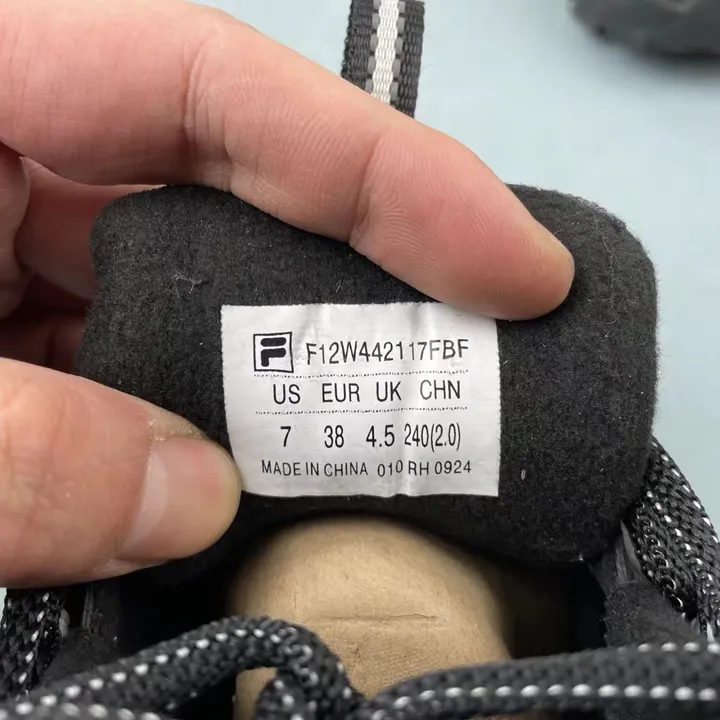 F F12W442117FBF
US EUR UK CHN
7 38 4.5 240(2.0)
MADE IN CHINA 010 RH 0924